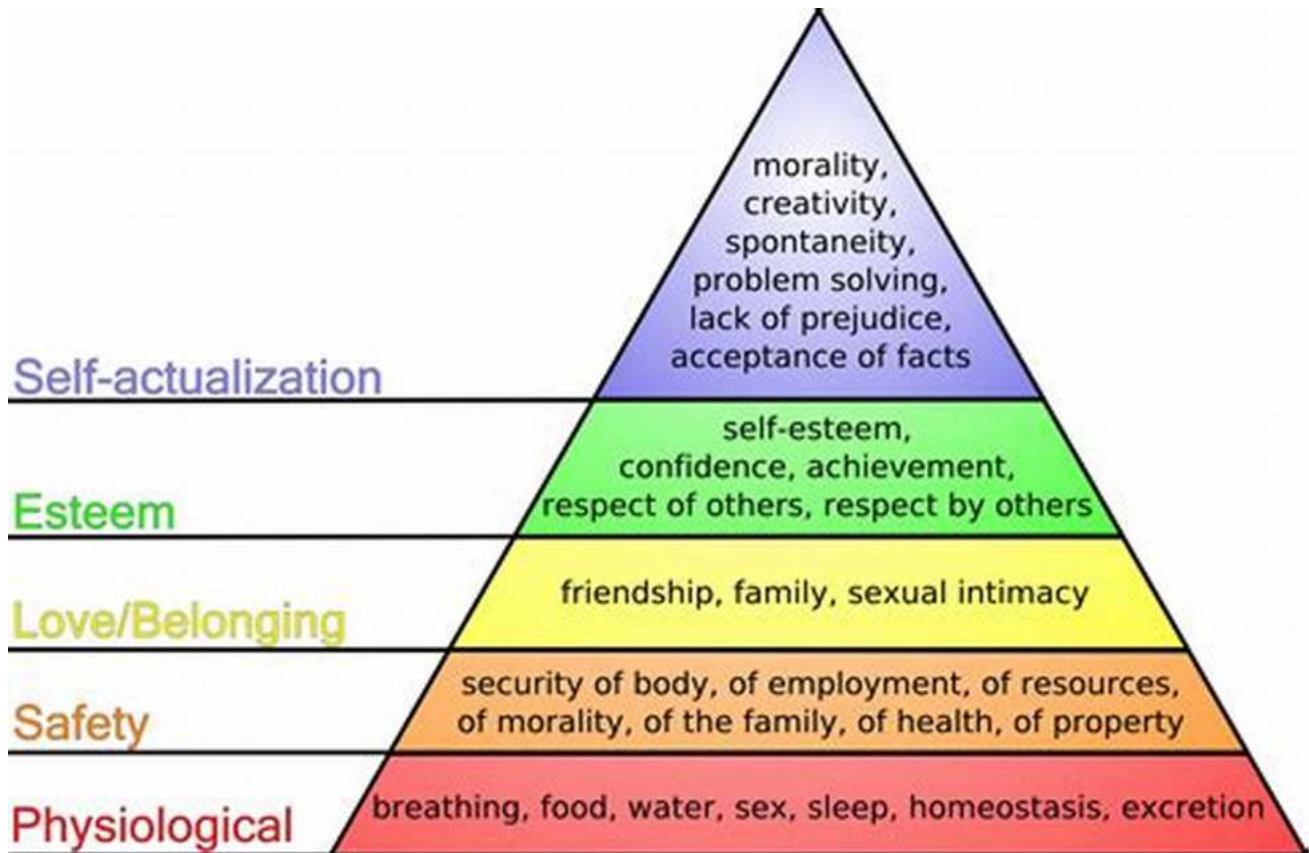 morality,
creativity,
spontaneity,
problem solving,
lack of prejudice,
acceptance of facts
Self-actualization
self-esteem,
confidence, achievement,
respect of others, respect by others
Esteem
friendship, family, sexual intimacy
Love/Belonging
security of body, of employment, of resources,
of morality, of the family, of health, of property
Safety
breathing, food, water, sex, sleep, homeostasis, excretion
Physiological